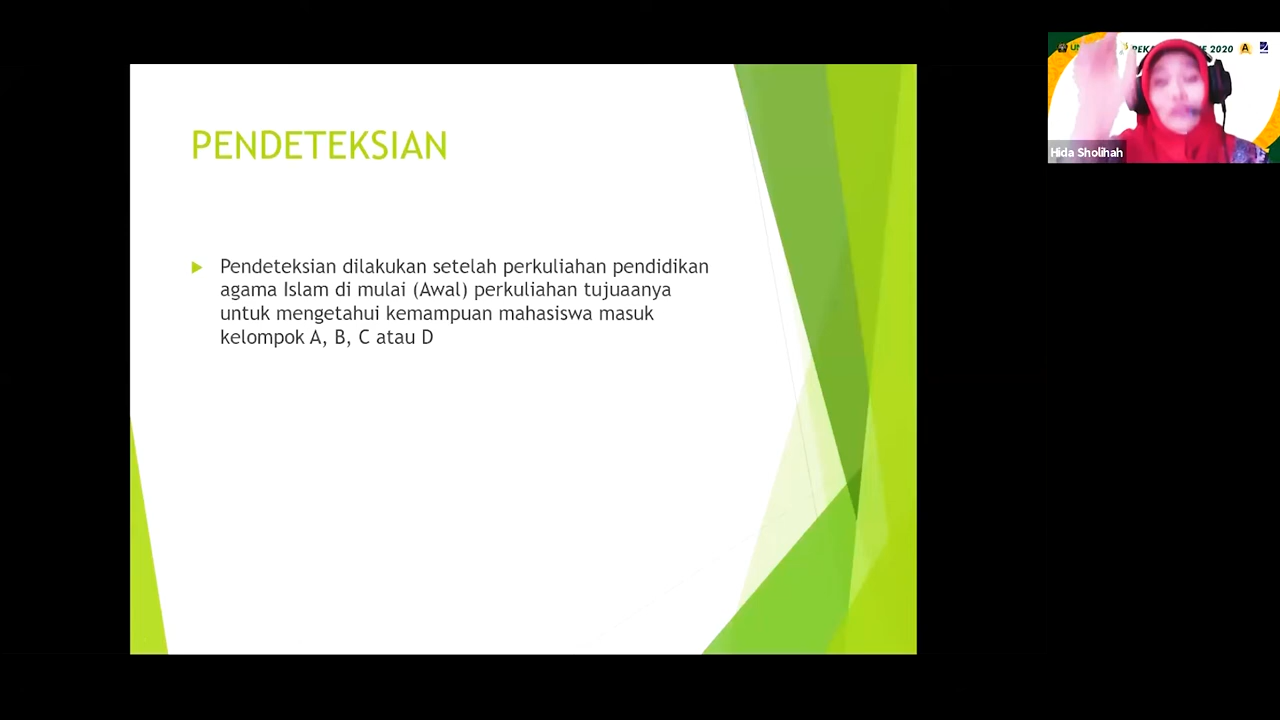 PENDETEKSIAN
Pendeteksian dilakukan setelah perkuliahan pendidikan
agama Islam di mulai (Awal) perkuliahan tujuaanya
untuk mengetahui kemampuan mahasiswa masuk
kelompok A, B, C atau D
2020
Hida Sholihah